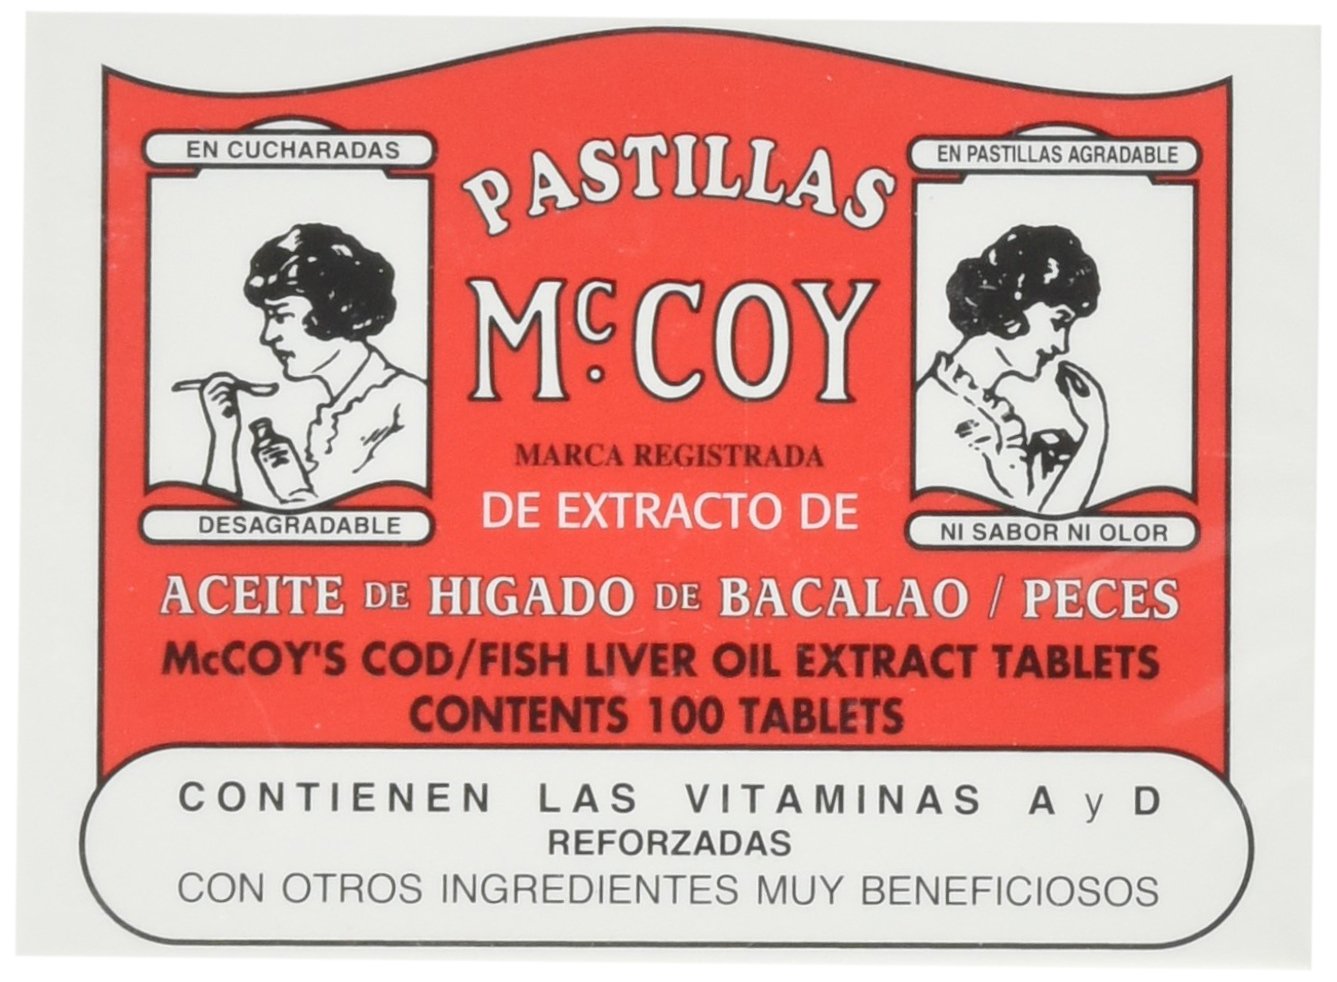 EN CUCHARADAS
DESAGRADABLE
PASTILLAS
McCOY
MARCA REGISTRADA
DE EXTRACTO DE
EN PASTILLAS AGRADABLE
NI SABOR NI OLOR
ACEITE DE HIGADO DE BACALAO / PECES
McCOY'S COD/FISH LIVER OIL EXTRACT TABLETS
CONTENTS 100 TABLETS
CONTIENEN LAS VITAMINAS A y D
REFORZADAS
CON OTROS INGREDIENTES MUY BENEFICIOSOS